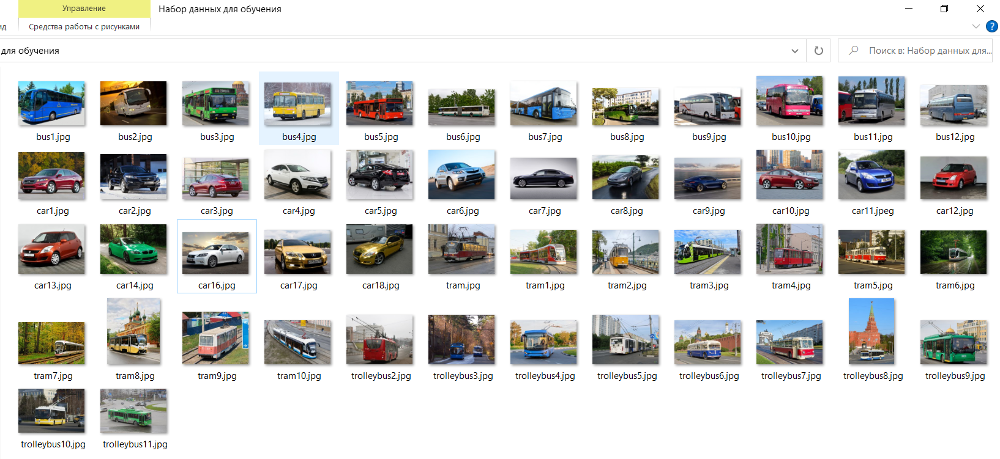 Управление
Набор данных для обучения
ид
Средства работы с рисунками
?
для обучения
Поиск в: Набор данных для...
bus1.jpg
bus2.jpg
bus3.jpg
bus4.jpg
bus5.jpg
bus6.jpg
bus7.jpg
bus8.jpg
bus9.jpg
bus10.jpg
bus11.jpg
bus12.jpg
car1.jpg
car2.jpg
car3.jpg
car4.jpg
car5.jpg
car6.jpg
car7.jpg
car8.jpg
car9.jpg
car10.jpg
car11.jpeg
car12.jpg
car13.jpg
car14.jpg
car16.jpg
car17.jpg
car18.jpg
tram.jpg
tram1.jpg
tram2.jpg
tram3.jpg
tram4.jpg
tram5.jpg
tram6.jpg
tram7.jpg
tram8.jpg
tram9.jpg
tram10.jpg
trolleybus2.jpg
trolleybus3.jpg
trolleybus4.jpg
trolleybus5.jpg
trolleybus6.jpg
trolleybus7.jpg
trolleybus8.jpg
trolleybus9.jpg
trolleybus10.jpg
trolleybus11.jpg